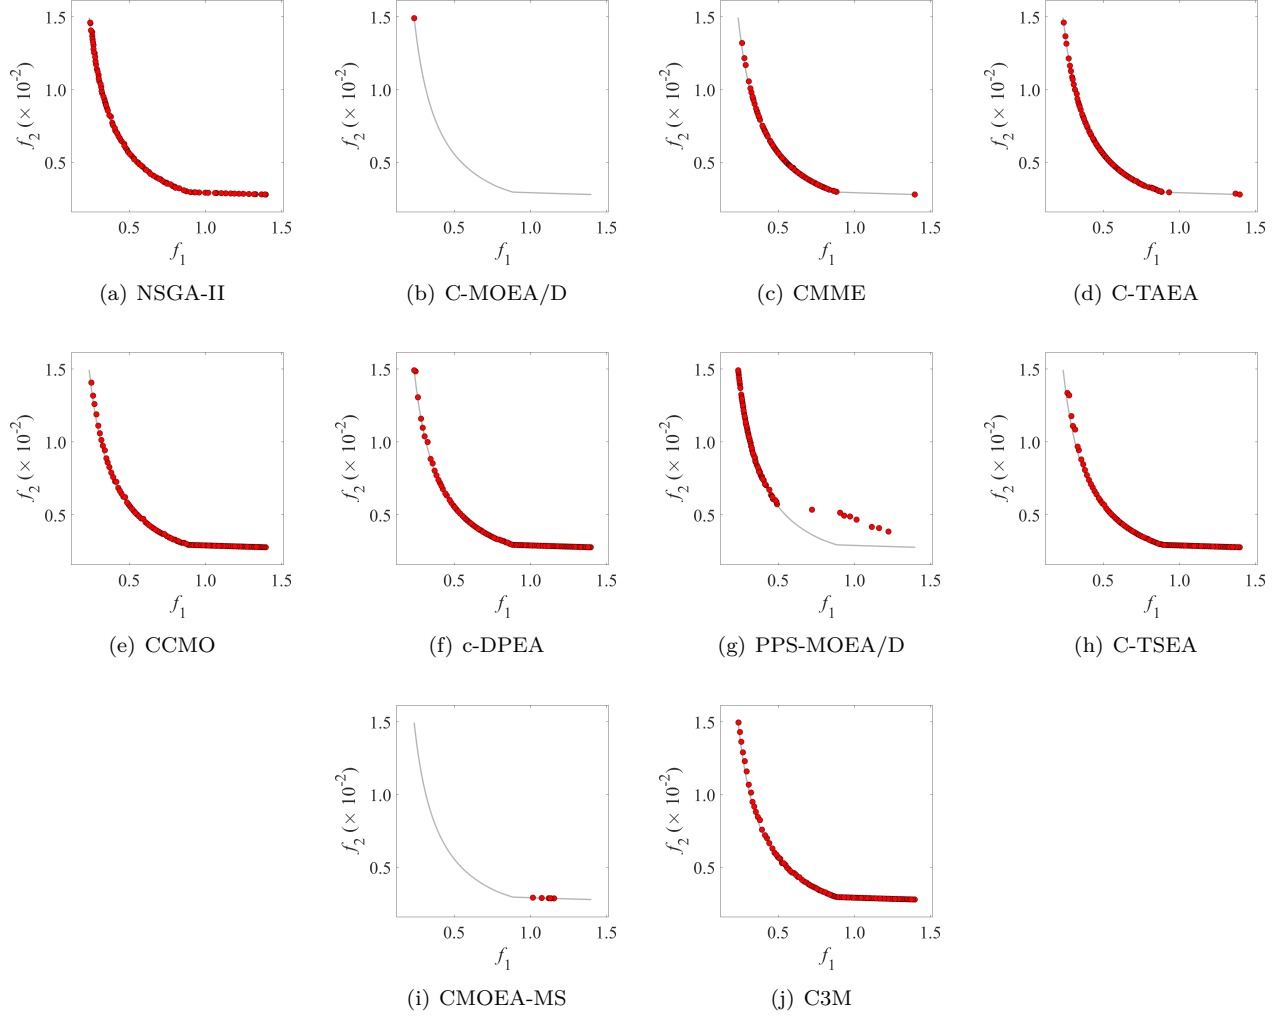 1.5 1.5 1.5 1.5
1.0 1.0 1.0 1.0
0.5 0.5 0.5 0.5
f2 (× 10-2) f2 (× 10-2) f2 (× 10-2) f2 (× 10-2)
0.5 1.0 1.5 0.5 1.0 1.5 0.5 1.0 1.5 0.5 1.0 1.5
f1 f1 f1 f1
(a) NSGA-II (b) C-MOEA/D (c) CMME (d) C-TAEA
1.5 1.5 1.5 1.5
1.0 1.0 1.0 1.0
0.5 0.5 0.5 0.5
f2 (× 10-2) f2 (× 10-2) f2 (× 10-2) f2 (× 10-2)
0.5 1.0 1.5 0.5 1.0 1.5 0.5 1.0 1.5 0.5 1.0 1.5
f1 f1 f1 f1
(e) CCMO (f) c-DPEA (g) PPS-MOEA/D (h) C-TSEA
1.5 1.5
1.0 1.0
0.5 0.5
f2 (× 10-2) f2 (× 10-2)
0.5 1.0 1.5 0.5 1.0 1.5
f1 f1
(i) CMOEA-MS (j) C3M